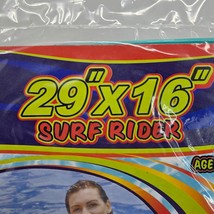 29"x16"
SURF RIDER
AGE